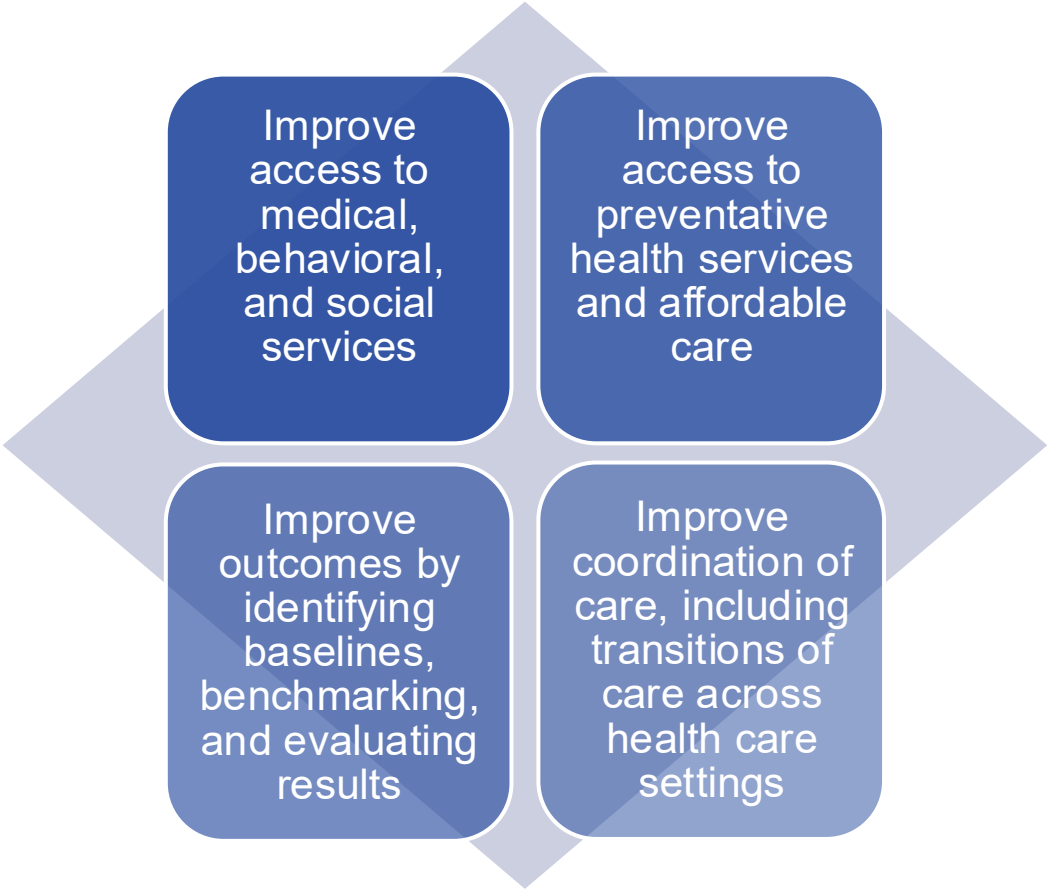 Improve
access to
medical,
behavioral,
and social
services
Improve
access to
preventative
health services
and affordable
care
Improve
outcomes by
identifying
baselines,
benchmarking,
and evaluating
results
Improve
coordination of
care, including
transitions of
care across
health care
settings